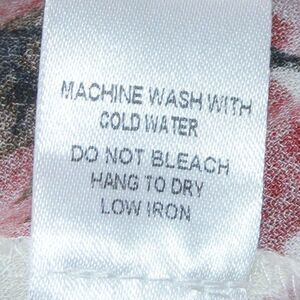 MACHINE WASH WITH
COLD WATER
DO NOT BLEACH
HANG TO DRY
LOW IRON